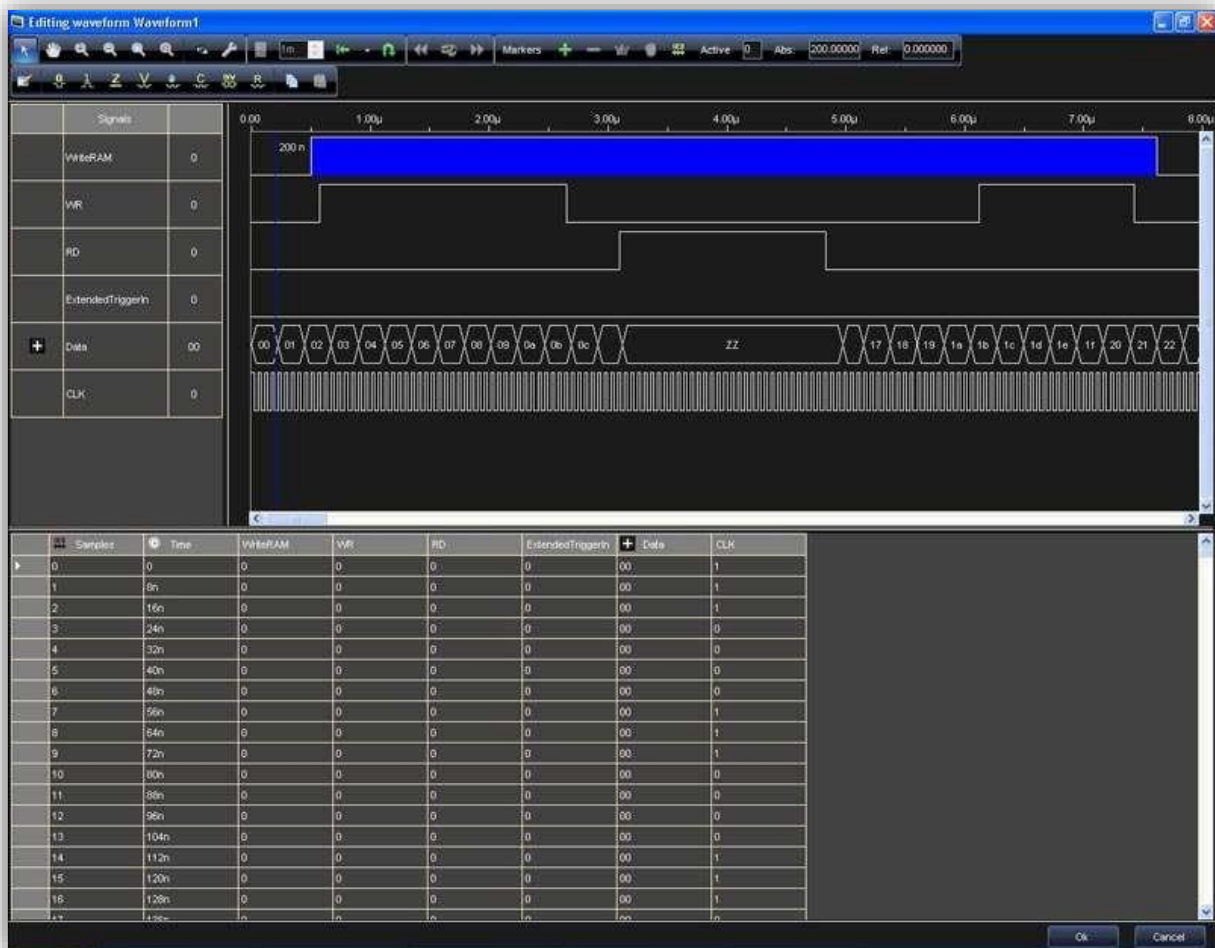 Editing waveform Waveform1
1m Markers Active 0 Abs: 200.00000 Rel: 0.000000
Signals 0.00 1.00µ 2.00µ 3.00µ 4.00µ 5.00µ 6.00µ 7.00µ 8.00µ
200 n
WriteRAM 0
WR 0
RD 0
ExtendedTriggerIn 0
Data 00 00 01 02 03 04 05 06 07 08 09 0a 0b 0c ZZ 17 18 19 1a 1b 1c 1d 1e 1f 20 21 22
CLK 0
Samples Time WriteRAM WR RD ExtendedTriggerIn Data CLK
0 0 0 0 0 0 00 1
1 8n 0 0 0 0 00 1
2 16n 0 0 0 0 00 1
3 24n 0 0 0 0 00 0
4 32n 0 0 0 0 00 0
5 40n 0 0 0 0 00 0
6 48n 0 0 0 0 00 0
7 56n 0 0 0 0 00 1
8 64n 0 0 0 0 00 1
9 72n 0 0 0 0 00 1
10 80n 0 0 0 0 00 0
11 88n 0 0 0 0 00 0
12 96n 0 0 0 0 00 0
13 104n 0 0 0 0 00 0
14 112n 0 0 0 0 00 1
15 120n 0 0 0 0 00 1
16 128n 0 0 0 0 00 1
Ok Cancel